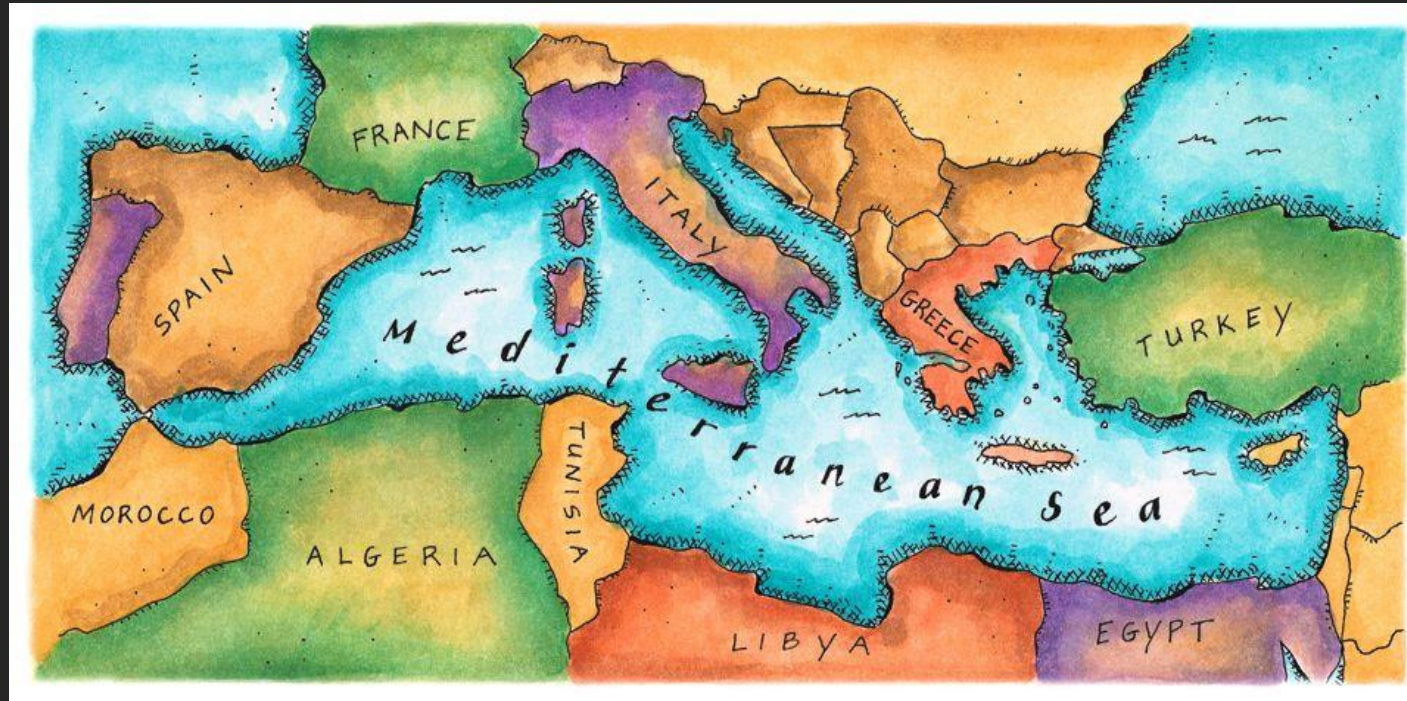 FRANCE
ITALY
SPAIN
GREECE
TURKEY
Mediterranean Sea
MOROCCO
ALGERIA
TUNISIA
LIBYA
EGYPT